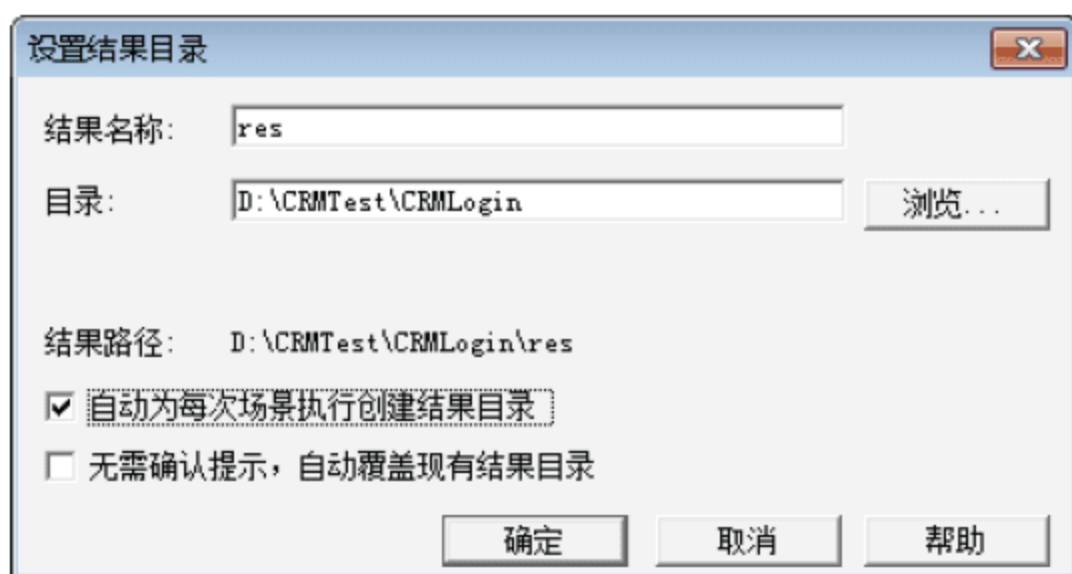 设置结果目录
结果名称: res
目录: D:\CRMTest\CRMLogin 浏览...
结果路径: D:\CRMTest\CRMLogin\res
自动为每次场景执行创建结果目录
无需确认提示，自动覆盖现有结果目录
确定 取消 帮助